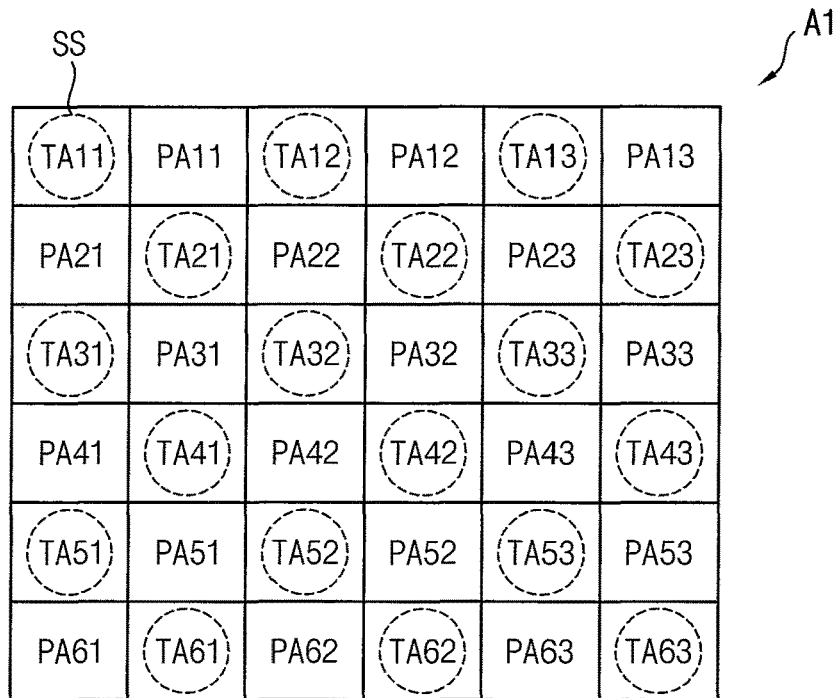 A1
SS
TA11 PA11 TA12 PA12 TA13 PA13
PA21 TA21 PA22 TA22 PA23 TA23
TA31 PA31 TA32 PA32 TA33 PA33
PA41 TA41 PA42 TA42 PA43 TA43
TA51 PA51 TA52 PA52 TA53 PA53
PA61 TA61 PA62 TA62 PA63 TA63